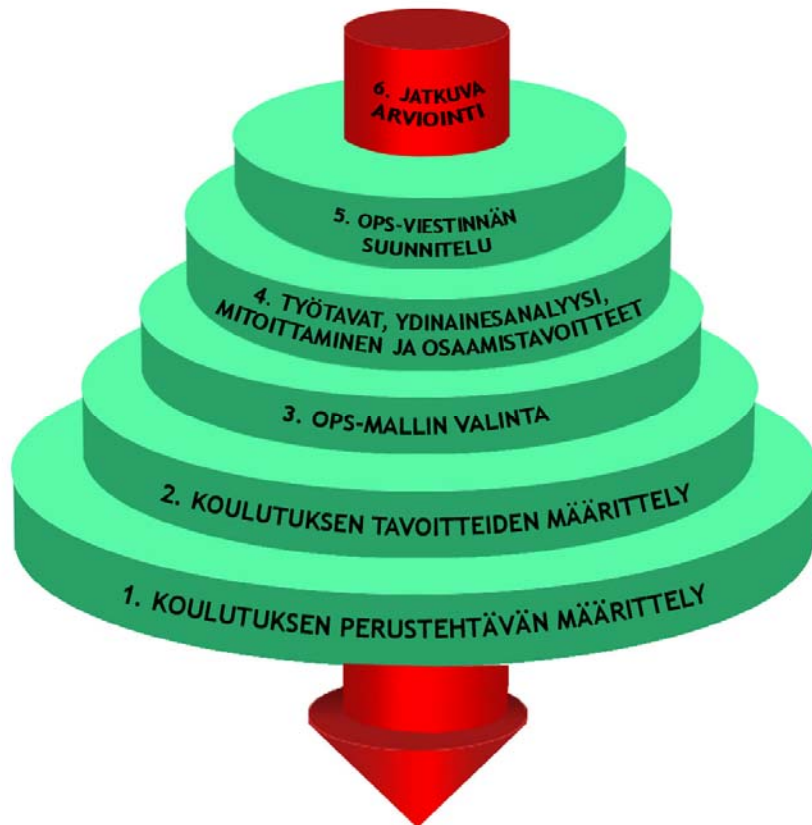 6. JATKUVA
ARVIOINTI
5. OPS-VIESTINNÄN
SUUNNITELU
4. TYÖTAVAT, YDINAINESANALYYSI,
MITOITTAMINEN JA OSAAMISTAVOITTEET
3. OPS-MALLIN VALINTA
2. KOULUTUKSEN TAVOITTEIDEN MÄÄRITTELY
1. KOULUTUKSEN PERUSTEHTÄVÄN MÄÄRITTELY